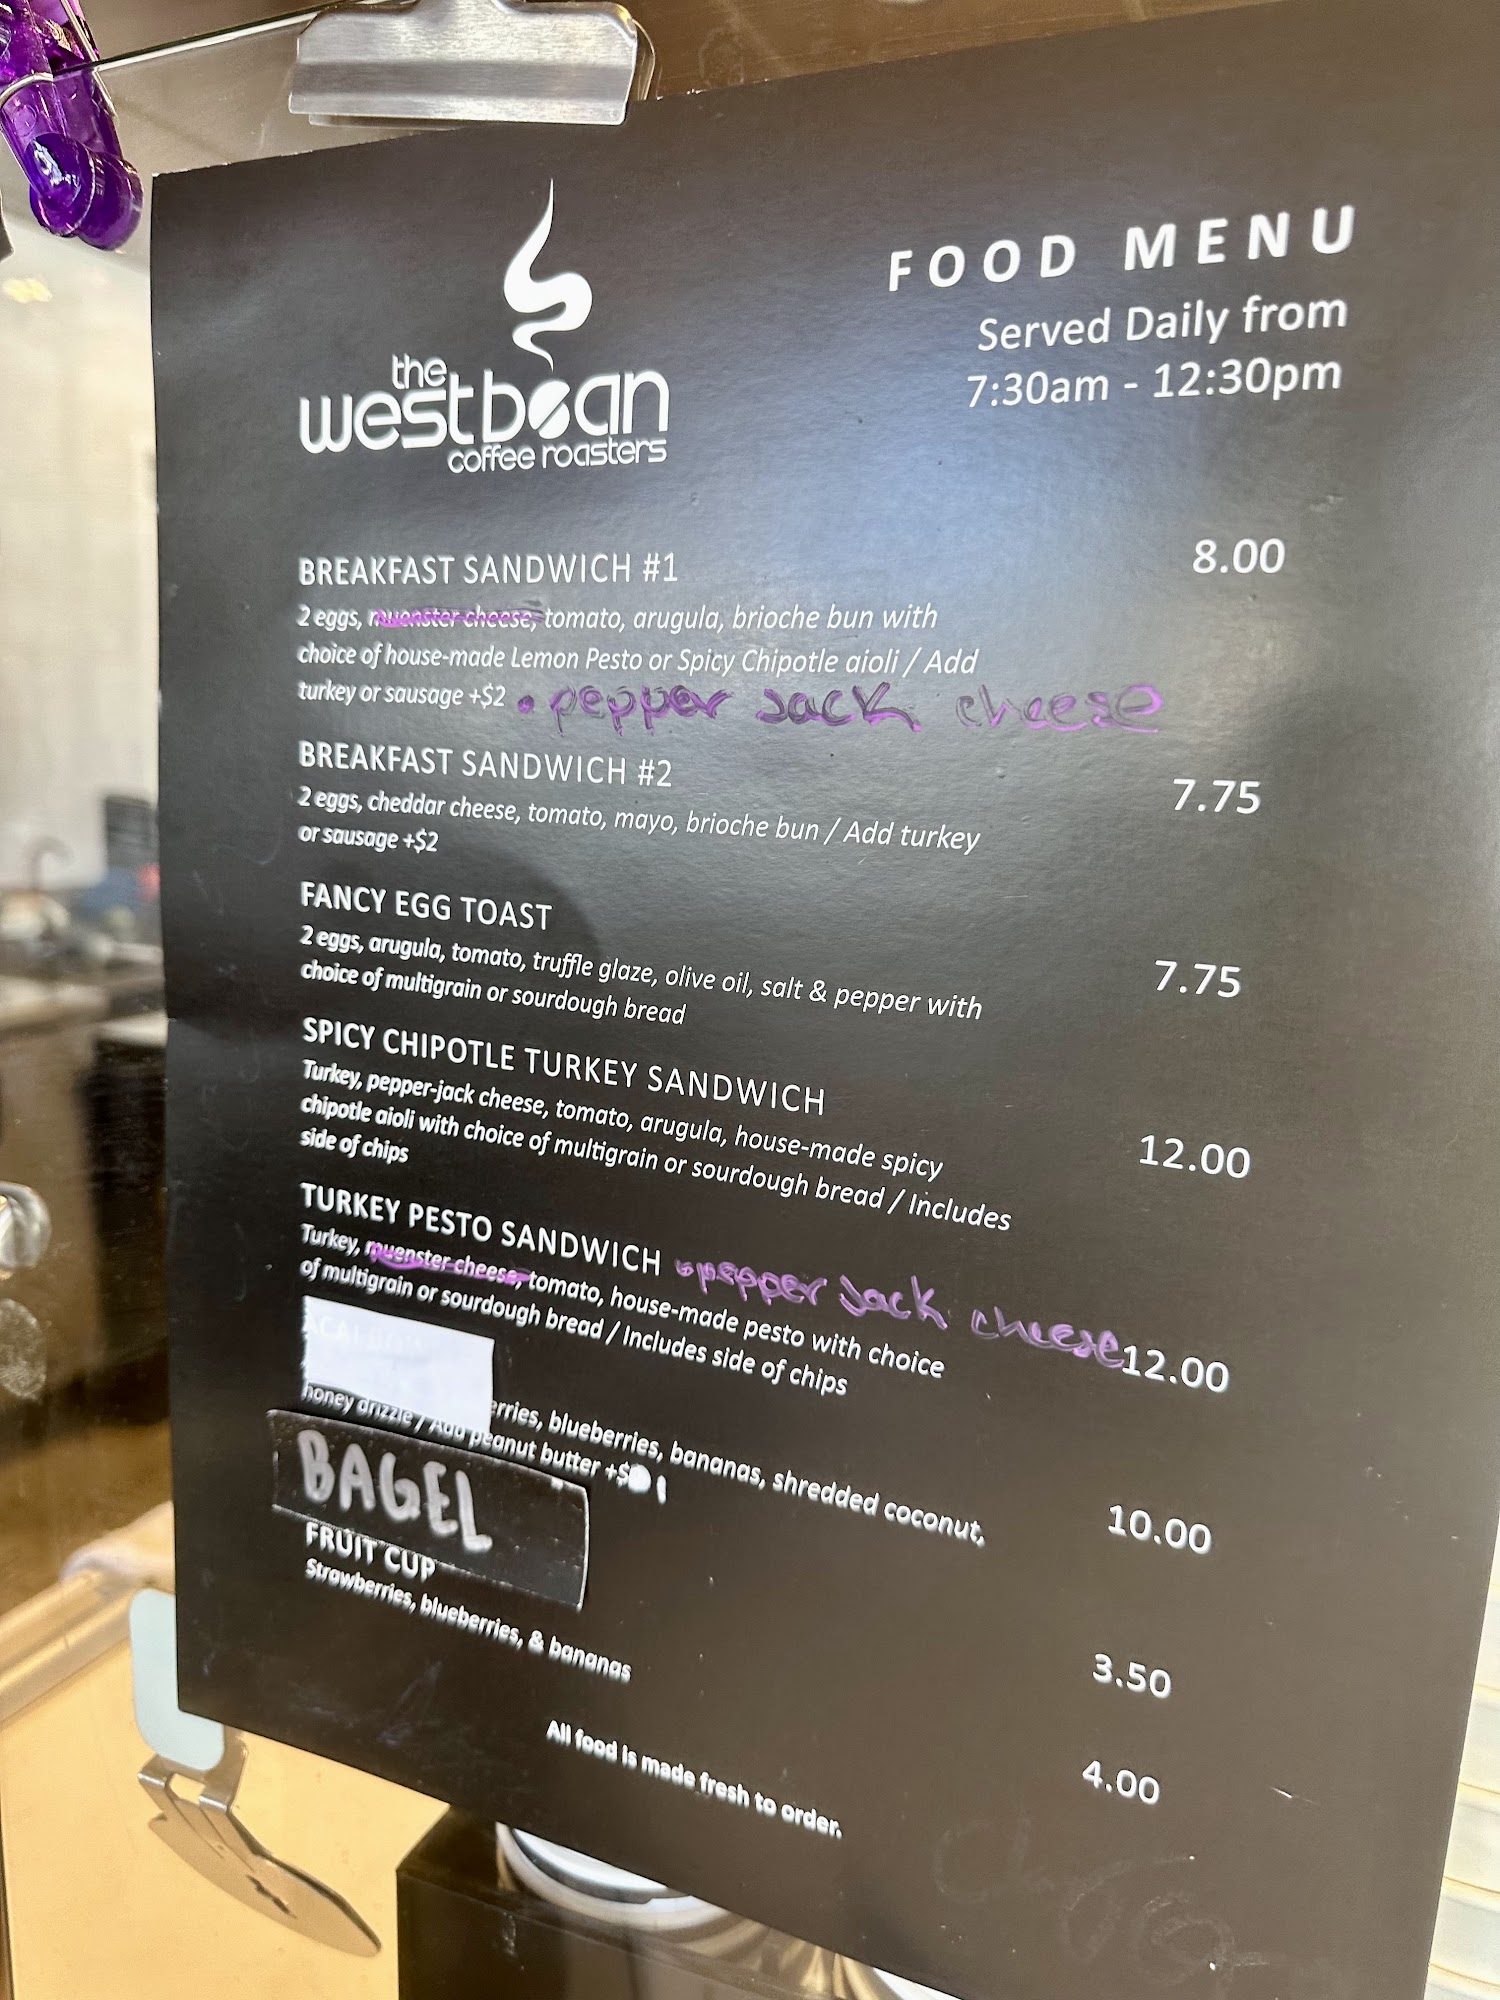 the
westbean
coffee roasters
FOOD MENU
Served Daily from
7:30am - 12:30pm
BREAKFAST SANDWICH #1 8.00
2 eggs, muenster cheese, tomato, arugula, brioche bun with
choice of house-made Lemon Pesto or Spicy Chipotle aioli / Add
turkey or sausage +$2 • pepper jack cheese
BREAKFAST SANDWICH #2 7.75
2 eggs, cheddar cheese, tomato, mayo, brioche bun / Add turkey
or sausage +$2
FANCY EGG TOAST 7.75
2 eggs, arugula, tomato, truffle glaze, olive oil, salt & pepper with
choice of multigrain or sourdough bread
SPICY CHIPOTLE TURKEY SANDWICH 12.00
Turkey, pepper-jack cheese, tomato, arugula, house-made spicy
chipotle aioli with choice of multigrain or sourdough bread / Includes
side of chips
TURKEY PESTO SANDWICH • pepper jack cheese 12.00
Turkey, muenster cheese, tomato, house-made pesto with choice
of multigrain or sourdough bread / Includes side of chips
erries, blueberries, bananas, shredded coconut, 10.00
honey drizzle / Add peanut butter +$1
BAGEL 3.50
FRUIT CUP 4.00
Strawberries, blueberries, & bananas
All food is made fresh to order.